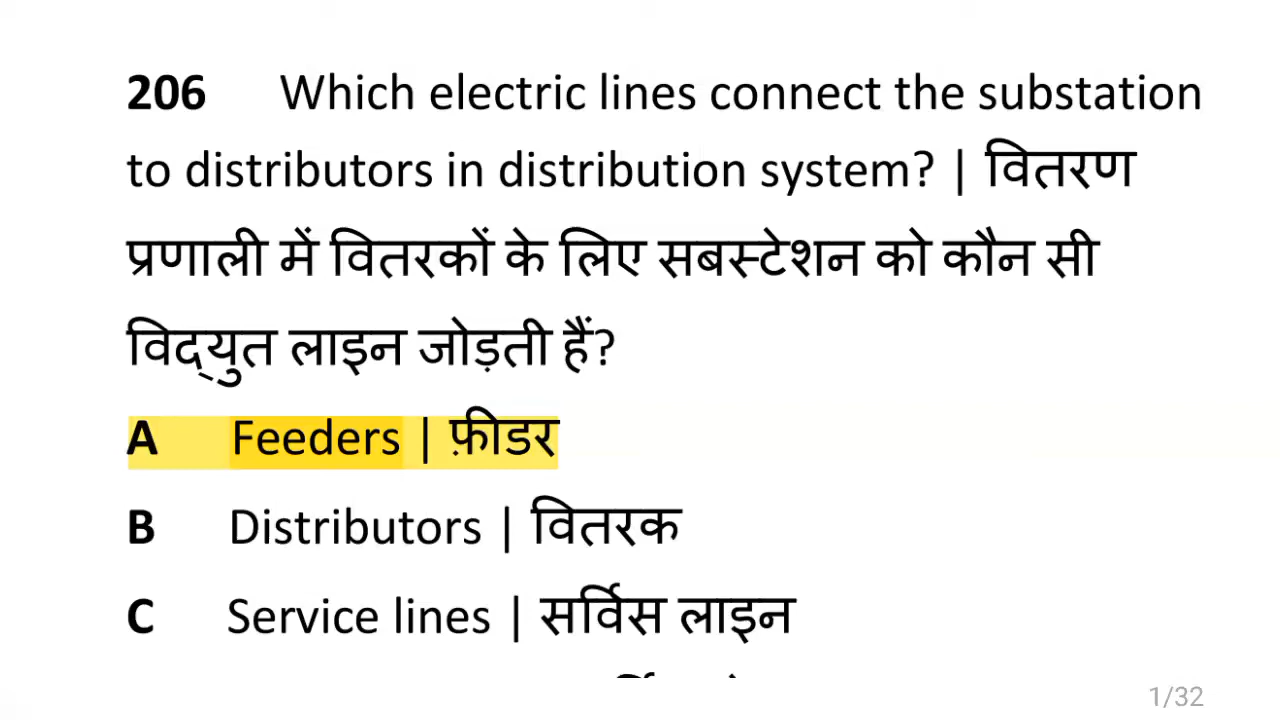 206 Which electric lines connect the substation
to distributors in distribution system? | वितरण
प्रणाली में वितरकों के लिए सबस्टेशन को कौन सी
विद्‌युत लाइन जोड़ती हैं?
A Feeders | फ़ीडर
B Distributors | वितरक
C Service lines | सर्विस लाइन
1/32